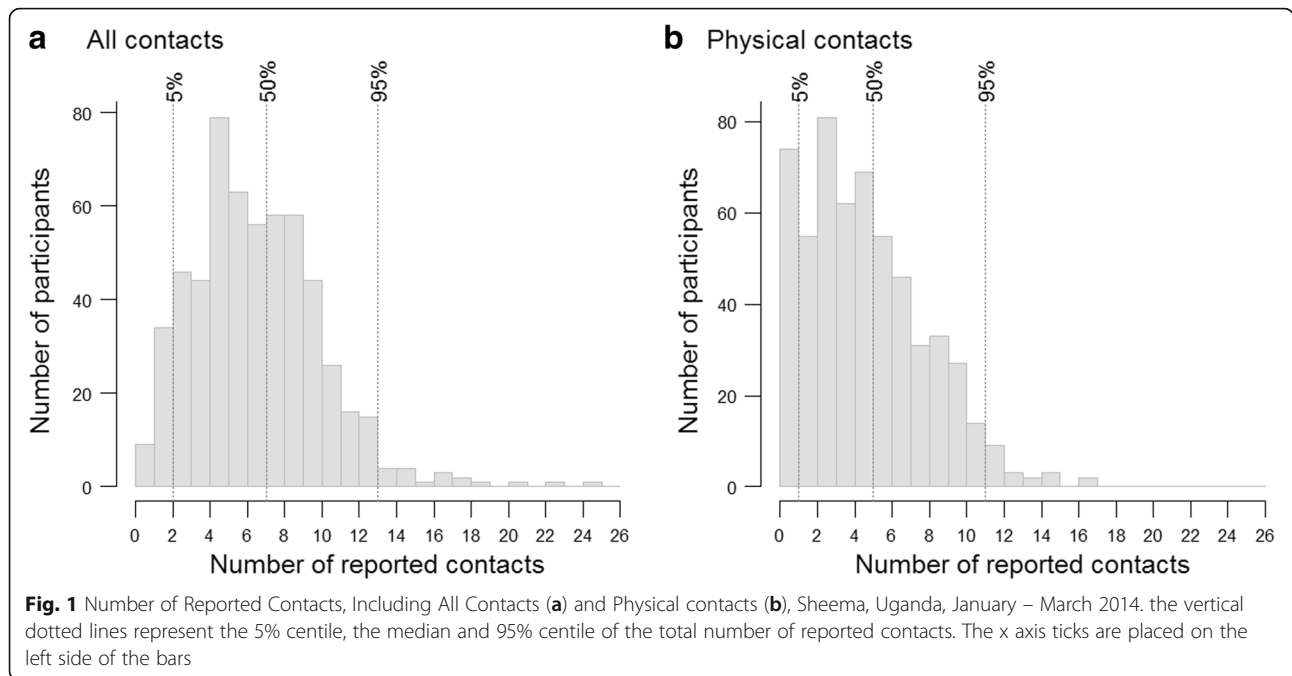 a All contacts
5%
50%
95%
Number of participants
80
60
40
20
0
0 2 4 6 8 10 12 14 16 18 20 22 24 26
Number of reported contacts
b Physical contacts
5%
50%
95%
Number of participants
80
60
40
20
0
0 2 4 6 8 10 12 14 16 18 20 22 24 26
Number of reported contacts
Fig. 1 Number of Reported Contacts, Including All Contacts (a) and Physical contacts (b), Sheema, Uganda, January – March 2014. the vertical
dotted lines represent the 5% centile, the median and 95% centile of the total number of reported contacts. The x axis ticks are placed on the
left side of the bars